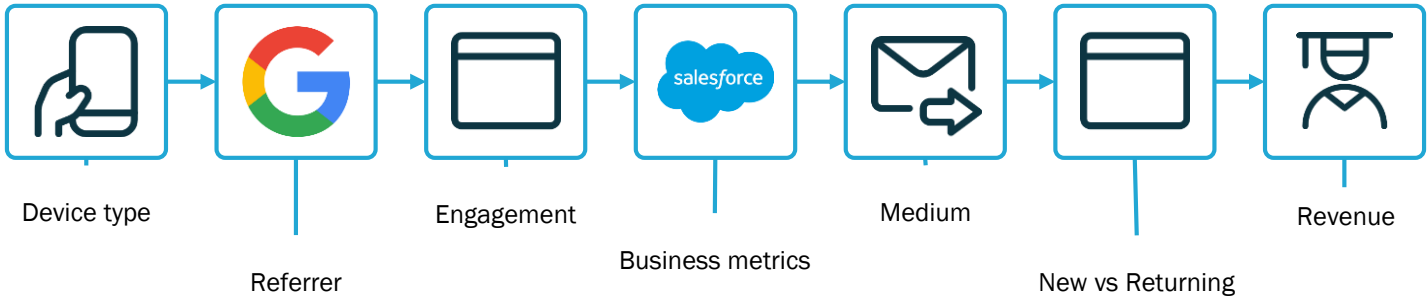 salesforce
Device type
Referrer
Engagement
Business metrics
Medium
New vs Returning
Revenue